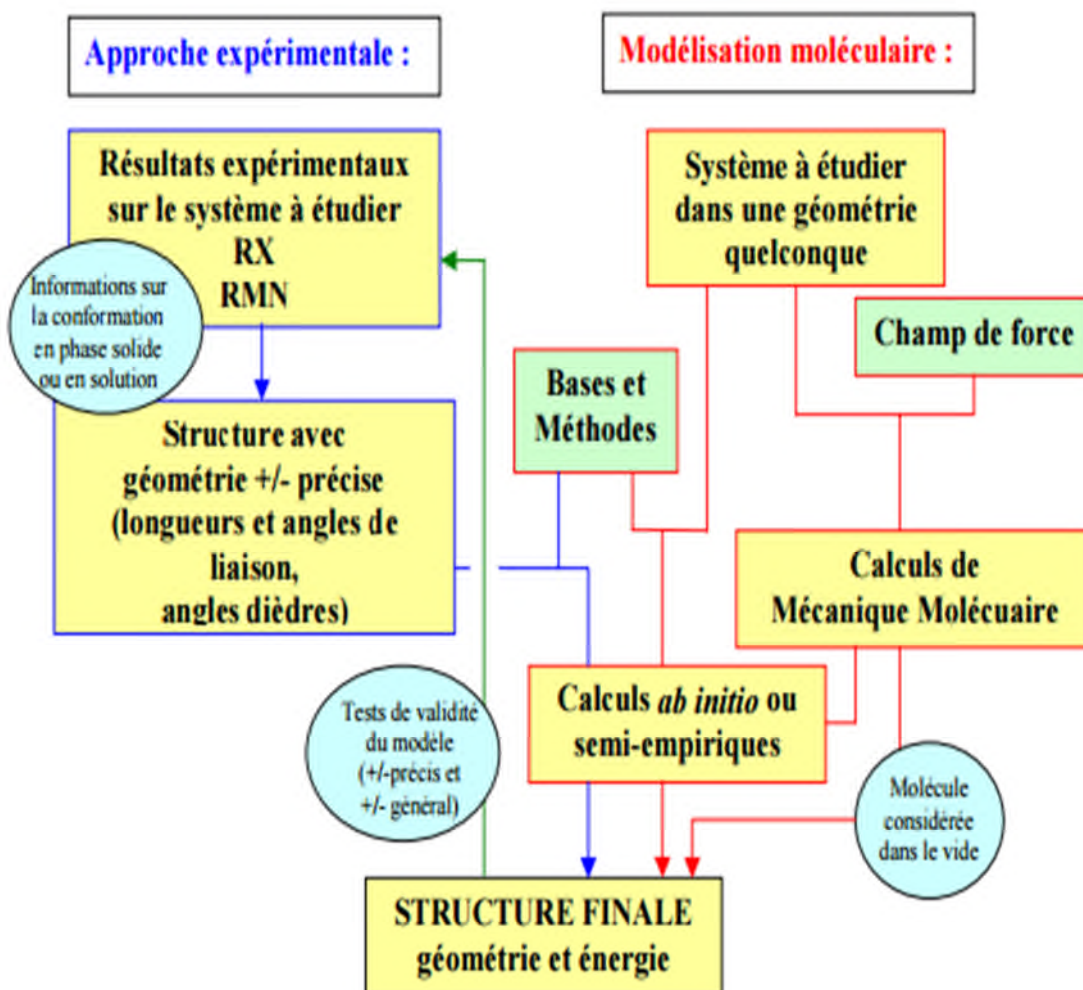 Approche expérimentale :
Modélisation moléculaire :
Résultats expérimentaux
sur le système à étudier
RX
RMN
Informations sur
la conformation
en phase solide
ou en solution
Structure avec
géométrie +/- précise
(longueurs et angles de
liaison,
angles dièdres)
Système à étudier
dans une géométrie
quelconque
Champ de force
Bases et
Méthodes
Calculs de
Mécanique Molécuaire
Calculs ab initio ou
semi-empiriques
Tests de validité
du modèle
(+/-précis et
+/- général)
Molécule
considérée
dans le vide
STRUCTURE FINALE
géométrie et énergie